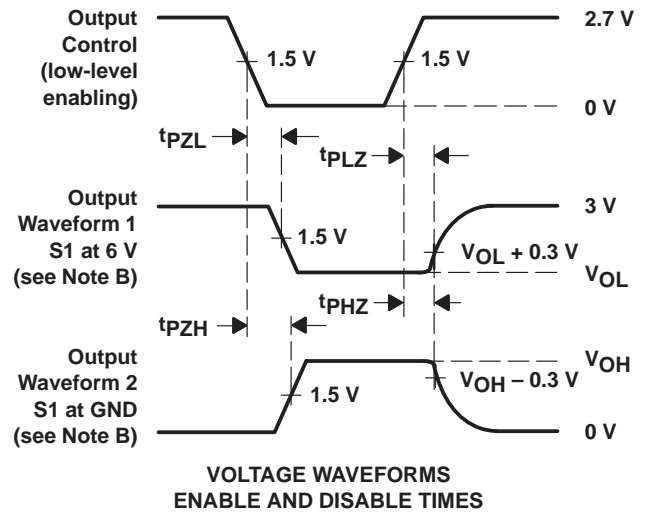 Output
Control
(low-level
enabling)
2.7 V
1.5 V
1.5 V
0 V
tPZL
tPLZ
Output
Waveform 1
S1 at 6 V
(see Note B)
3 V
1.5 V
VOL + 0.3 V
VOL
tPZH
tPHZ
Output
Waveform 2
S1 at GND
(see Note B)
VOH
VOH – 0.3 V
1.5 V
0 V
VOLTAGE WAVEFORMS
ENABLE AND DISABLE TIMES